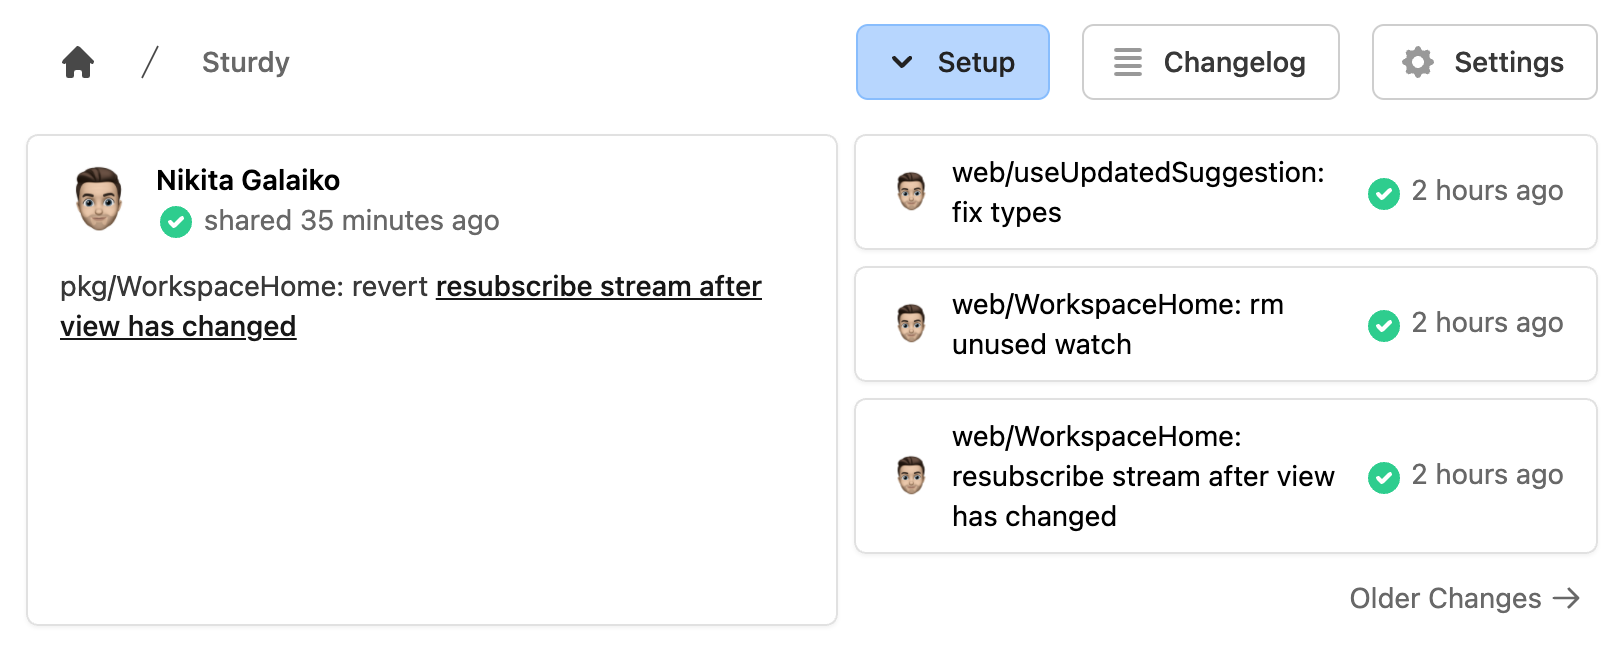 / Sturdy
Setup
Changelog
Settings
Nikita Galaiko
shared 35 minutes ago
pkg/WorkspaceHome: revert resubscribe stream after
view has changed
web/useUpdatedSuggestion:
fix types
2 hours ago
web/WorkspaceHome: rm
unused watch
2 hours ago
web/WorkspaceHome:
resubscribe stream after view
has changed
2 hours ago
Older Changes →